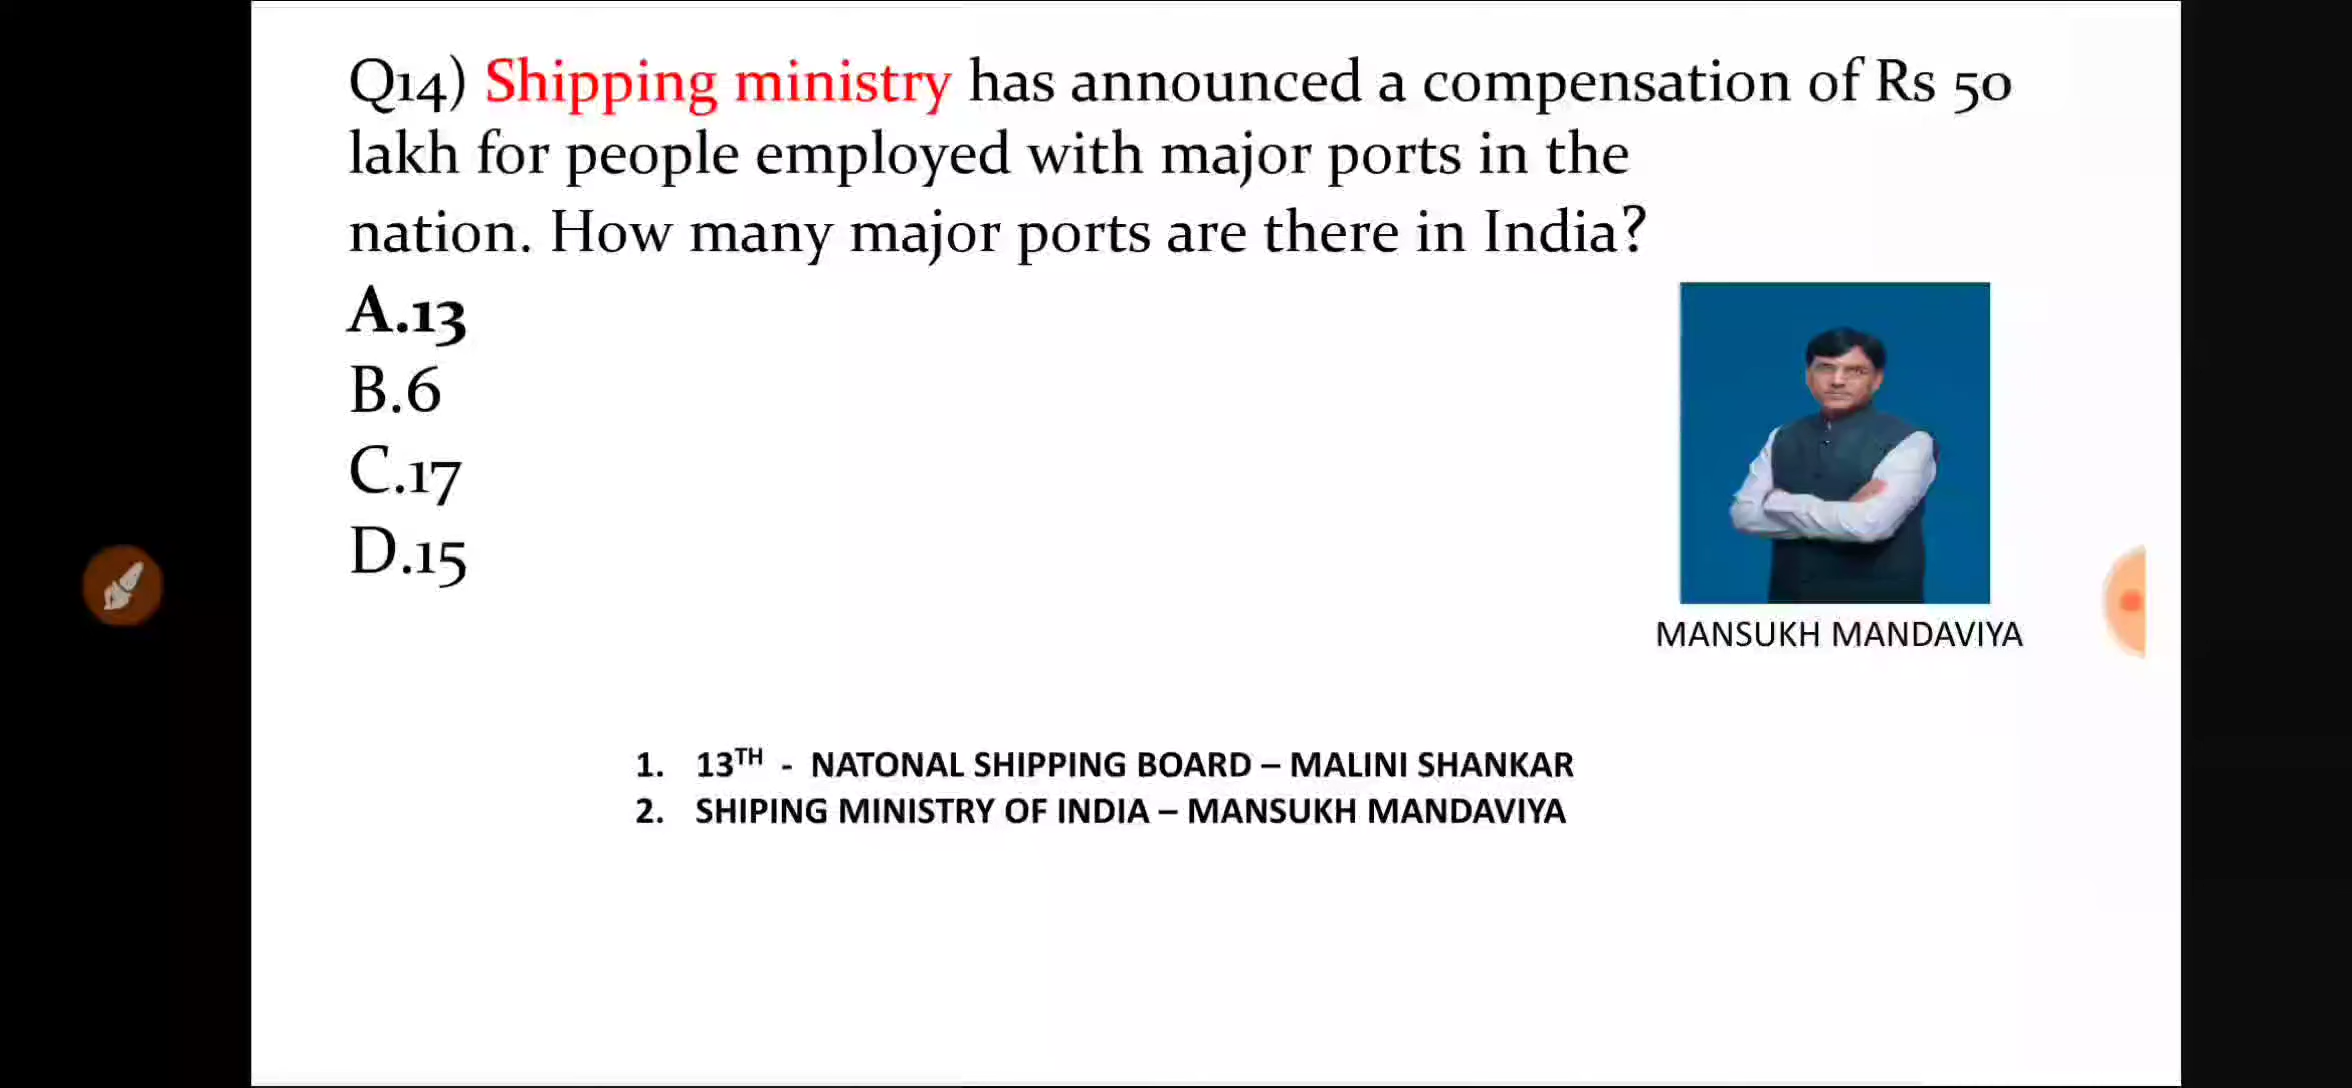 Q14) Shipping ministry has announced a compensation of Rs 50
lakh for people employed with major ports in the
nation. How many major ports are there in India?
A.13
B.6
C.17
D.15
MANSUKH MANDAVIYA
1. 13TH - NATONAL SHIPPING BOARD – MALINI SHANKAR
2. SHIPING MINISTRY OF INDIA – MANSUKH MANDAVIYA